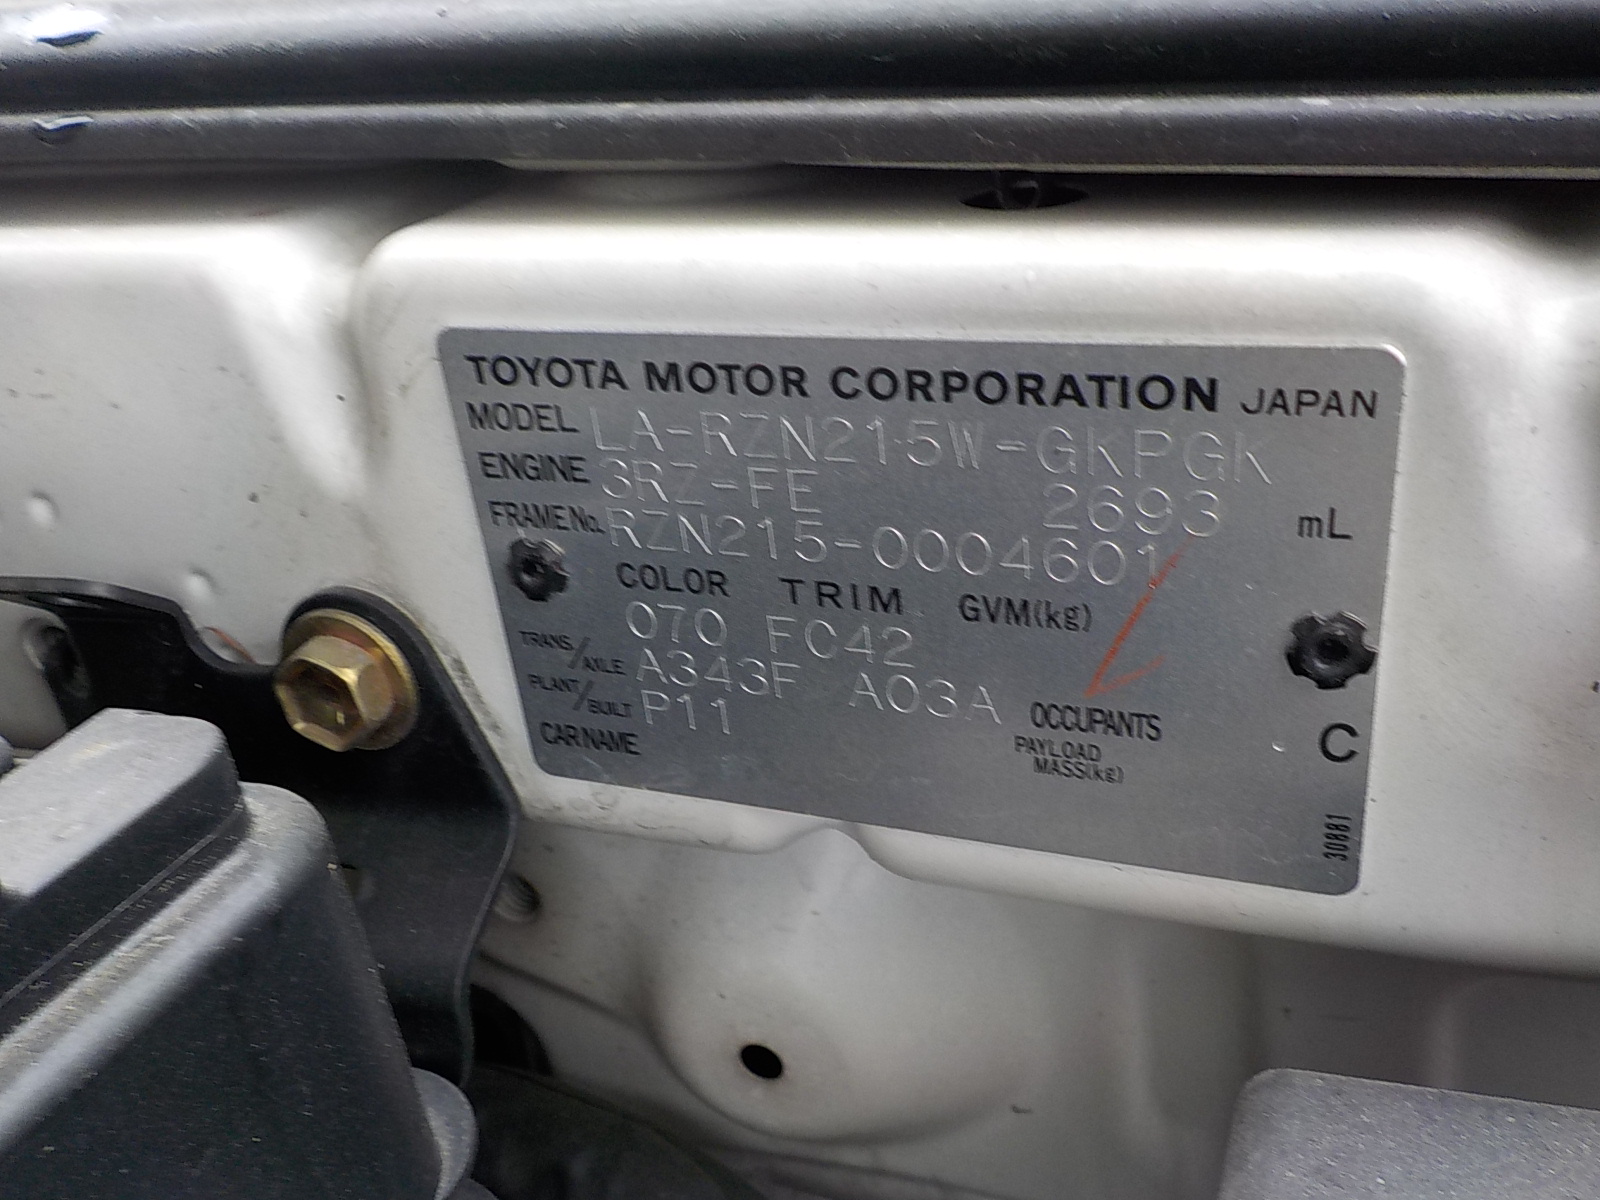 TOYOTA MOTOR CORPORATION JAPAN
MODEL LA-RZN215W-GKPGK
ENGINE 3RZ-FE 2693 mL
FRAME No. RZN215-0004601
COLOR TRIM GVM(kg)
070 FC42
TRANS./AXLE A343F A03A
PLANT/BUILT P11
OCCUPANTS
CAR NAME
PAYLOAD MASS(kg)
C
30881